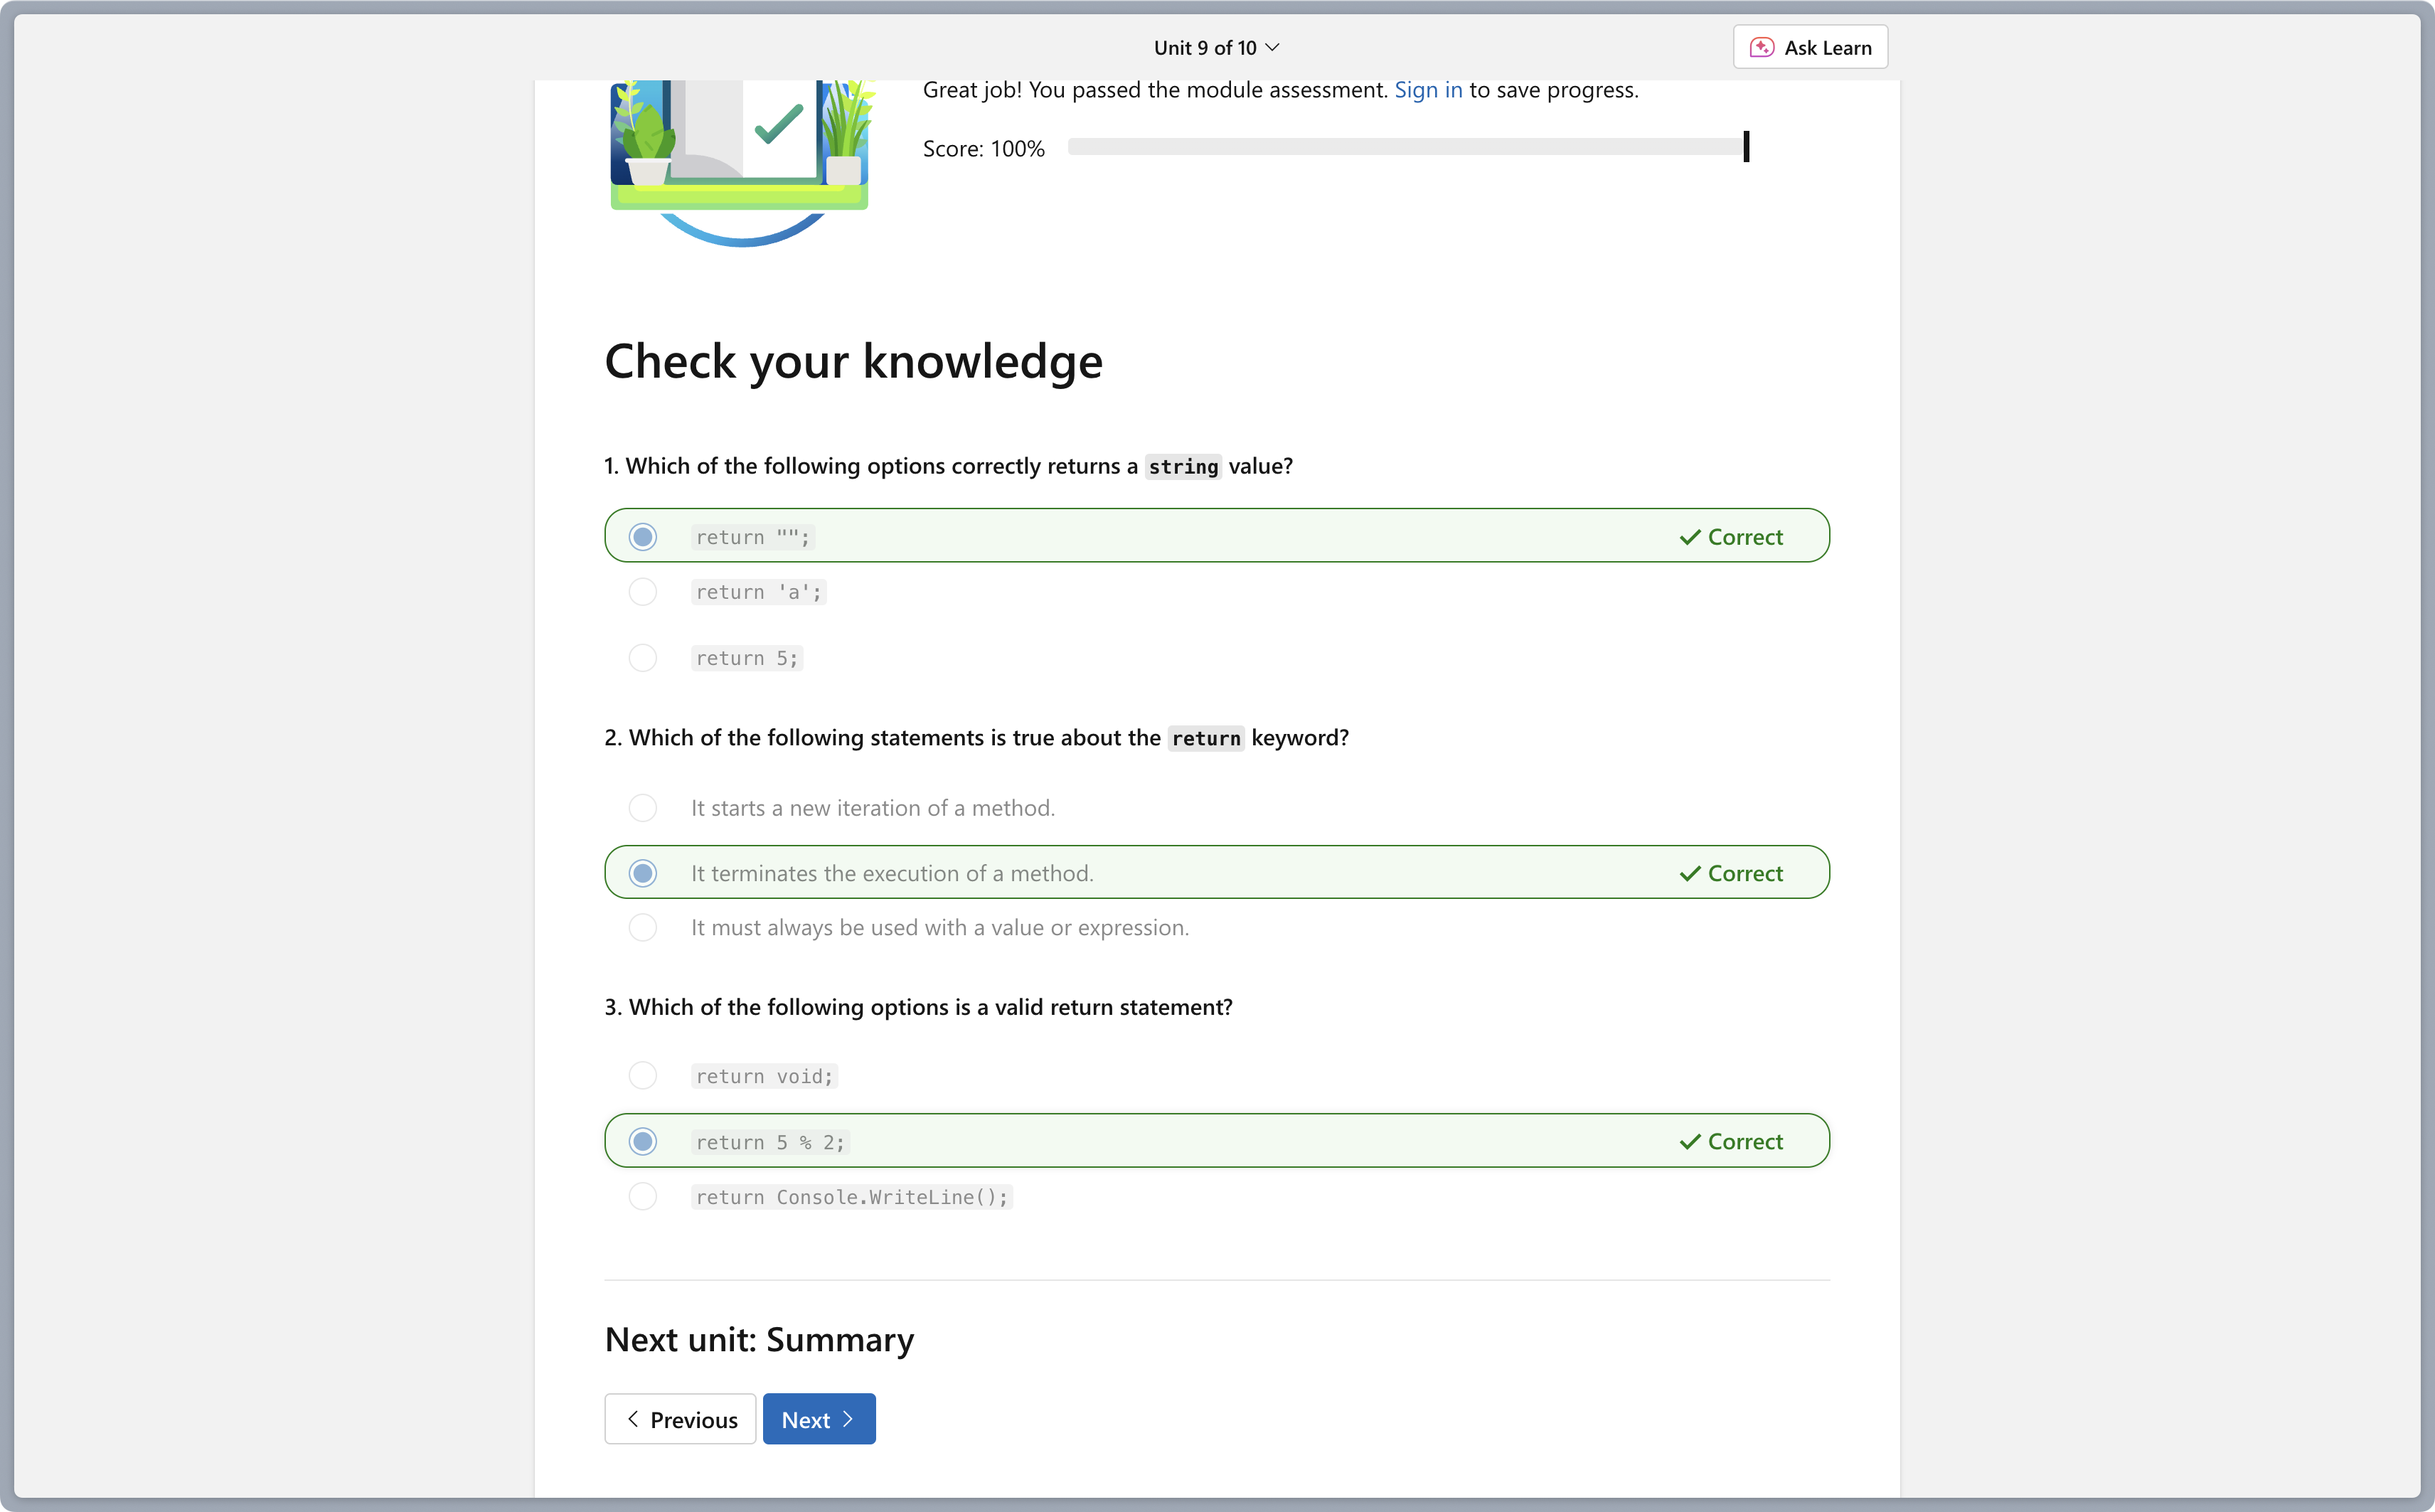 Unit 9 of 10
Ask Learn
Great job! You passed the module assessment. Sign in to save progress.
Score: 100%
Check your knowledge
1. Which of the following options correctly returns a string value?
return ""; Correct
return 'a';
return 5;
2. Which of the following statements is true about the return keyword?
It starts a new iteration of a method.
It terminates the execution of a method. Correct
It must always be used with a value or expression.
3. Which of the following options is a valid return statement?
return void;
return 5 % 2; Correct
return Console.WriteLine();
Next unit: Summary
Previous Next